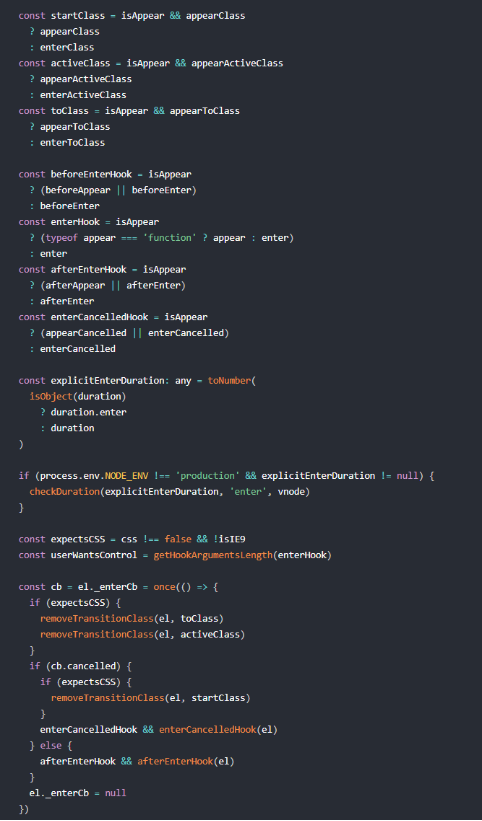 const startClass = isAppear && appearClass
  ? appearClass
  : enterClass
const activeClass = isAppear && appearActiveClass
  ? appearActiveClass
  : enterActiveClass
const toClass = isAppear && appearToClass
  ? appearToClass
  : enterToClass

const beforeEnterHook = isAppear
  ? (beforeAppear || beforeEnter)
  : beforeEnter
const enterHook = isAppear
  ? (typeof appear === 'function' ? appear : enter)
  : enter
const afterEnterHook = isAppear
  ? (afterAppear || afterEnter)
  : afterEnter
const enterCancelledHook = isAppear
  ? (appearCancelled || enterCancelled)
  : enterCancelled

const explicitEnterDuration: any = toNumber(
  isObject(duration)
    ? duration.enter
    : duration
)

if (process.env.NODE_ENV !== 'production' && explicitEnterDuration != null) {
  checkDuration(explicitEnterDuration, 'enter', vnode)
}

const expectsCSS = css !== false && !isIE9
const userWantsControl = getHookArgumentsLength(enterHook)

const cb = el._enterCb = once(() => {
  if (expectsCSS) {
    removeTransitionClass(el, toClass)
    removeTransitionClass(el, activeClass)
  }
  if (cb.cancelled) {
    if (expectsCSS) {
      removeTransitionClass(el, startClass)
    }
    enterCancelledHook && enterCancelledHook(el)
  } else {
    afterEnterHook && afterEnterHook(el)
  }
  el._enterCb = null
})